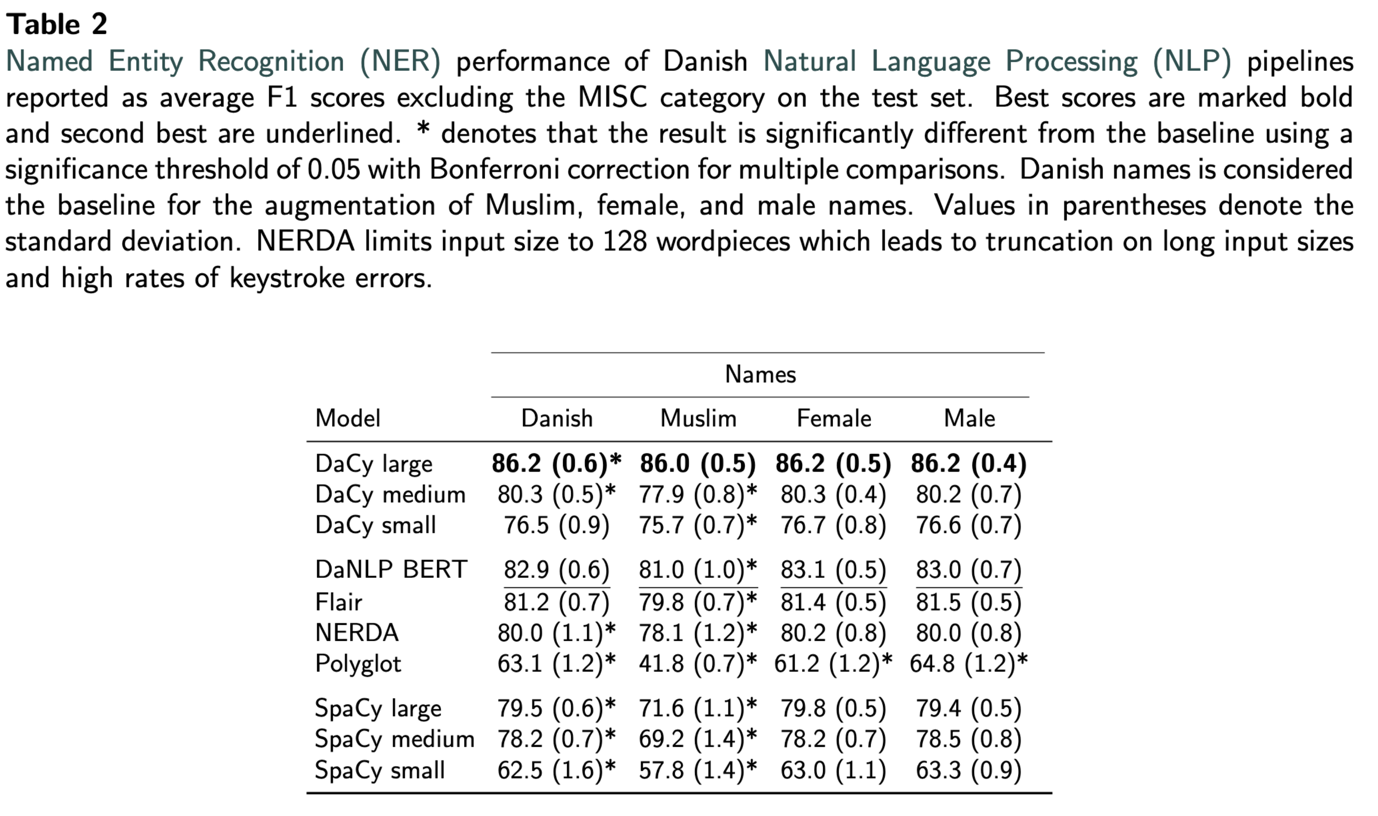 Table 2
Named Entity Recognition (NER) performance of Danish Natural Language Processing (NLP) pipelines
reported as average F1 scores excluding the MISC category on the test set. Best scores are marked bold
and second best are underlined. * denotes that the result is significantly different from the baseline using a
significance threshold of 0.05 with Bonferroni correction for multiple comparisons. Danish names is considered
the baseline for the augmentation of Muslim, female, and male names. Values in parentheses denote the
standard deviation. NERDA limits input size to 128 wordpieces which leads to truncation on long input sizes
and high rates of keystroke errors.
Names
Model Danish Muslim Female Male
DaCy large 86.2 (0.6)* 86.0 (0.5) 86.2 (0.5) 86.2 (0.4)
DaCy medium 80.3 (0.5)* 77.9 (0.8)* 80.3 (0.4) 80.2 (0.7)
DaCy small 76.5 (0.9) 75.7 (0.7)* 76.7 (0.8) 76.6 (0.7)
DaNLP BERT 82.9 (0.6) 81.0 (1.0)* 83.1 (0.5) 83.0 (0.7)
Flair 81.2 (0.7) 79.8 (0.7)* 81.4 (0.5) 81.5 (0.5)
NERDA 80.0 (1.1)* 78.1 (1.2)* 80.2 (0.8) 80.0 (0.8)
Polyglot 63.1 (1.2)* 41.8 (0.7)* 61.2 (1.2)* 64.8 (1.2)*
SpaCy large 79.5 (0.6)* 71.6 (1.1)* 79.8 (0.5) 79.4 (0.5)
SpaCy medium 78.2 (0.7)* 69.2 (1.4)* 78.2 (0.7) 78.5 (0.8)
SpaCy small 62.5 (1.6)* 57.8 (1.4)* 63.0 (1.1) 63.3 (0.9)